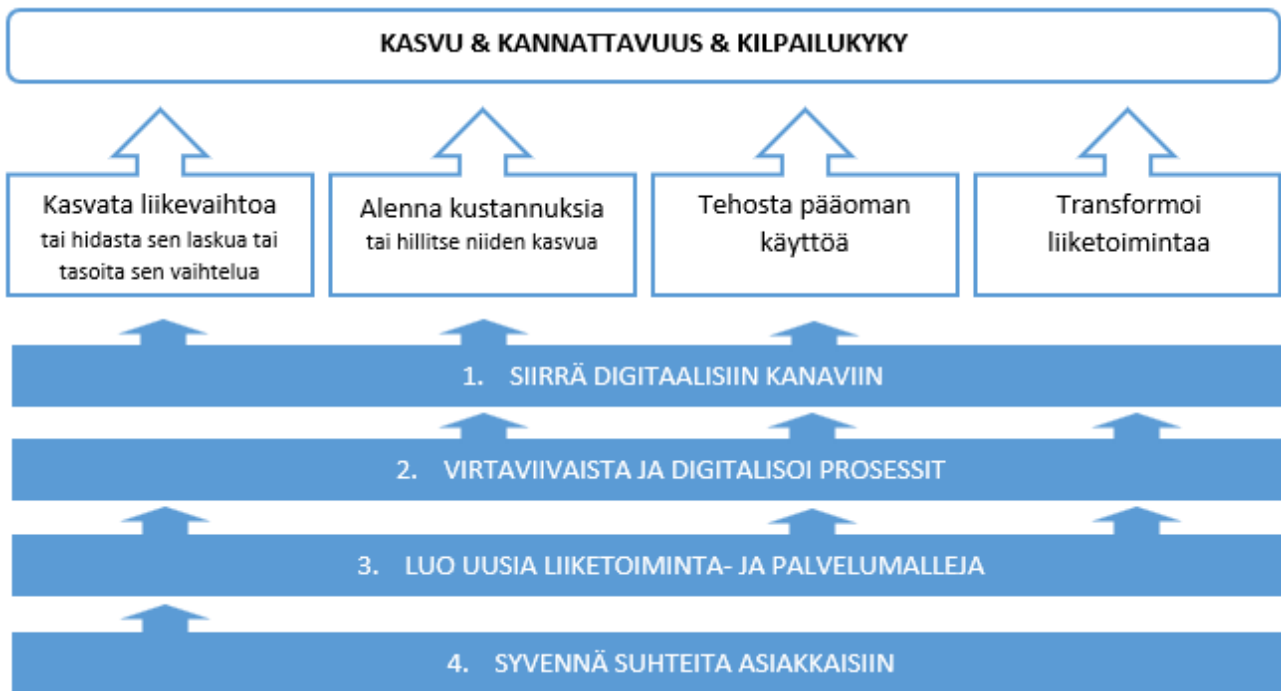 KASVU & KANNATTAVUUS & KILPAILUKYKY
Kasvata liikevaihtoa
tai hidasta sen laskua tai
tasoita sen vaihtelua
Alenna kustannuksia
tai hillitse niiden kasvua
Tehosta pääoman
käyttöä
Transformoi
liiketoimintaa
1. SIIRRÄ DIGITAALISIIN KANAVIIN
2. VIRTAVIIVAISTA JA DIGITALISOI PROSESSIT
3. LUO UUSIA LIIKETOIMINTA- JA PALVELUMALLEJA
4. SYVENNÄ SUHTEITA ASIAKKAISIIN